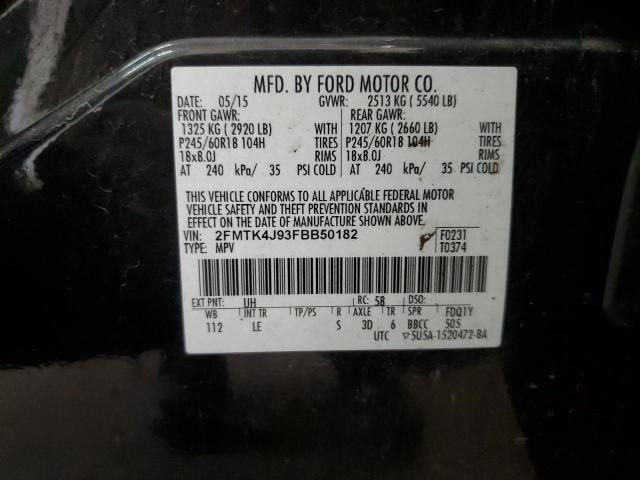 MFD. BY FORD MOTOR CO.
DATE: 05/15 GVWR: 2513 KG ( 5540 LB)
FRONT GAWR: REAR GAWR:
1325 KG ( 2920 LB) WITH 1207 KG ( 2660 LB) WITH
P245/60R18 104H TIRES P245/60R18 104H TIRES
18x8.0J RIMS 18x8.0J RIMS
AT 240 kPa/ 35 PSI COLD AT 240 kPa/ 35 PSI COLD
THIS VEHICLE CONFORMS TO ALL APPLICABLE FEDERAL MOTOR
VEHICLE SAFETY AND THEFT PREVENTION STANDARDS IN
EFFECT ON THE DATE OF MANUFACTURE SHOWN ABOVE.
VIN: 2FMTK4J93FBB50182 F0231
TYPE: MPV T0374
EXT PNT: UH RC: 58 DSO:
WB INT TR TP/PS R AXLE TR SPR FDQ1Y
112 LE S 3D 6 BBCC 505
UTC 5U5A-1520472-BA